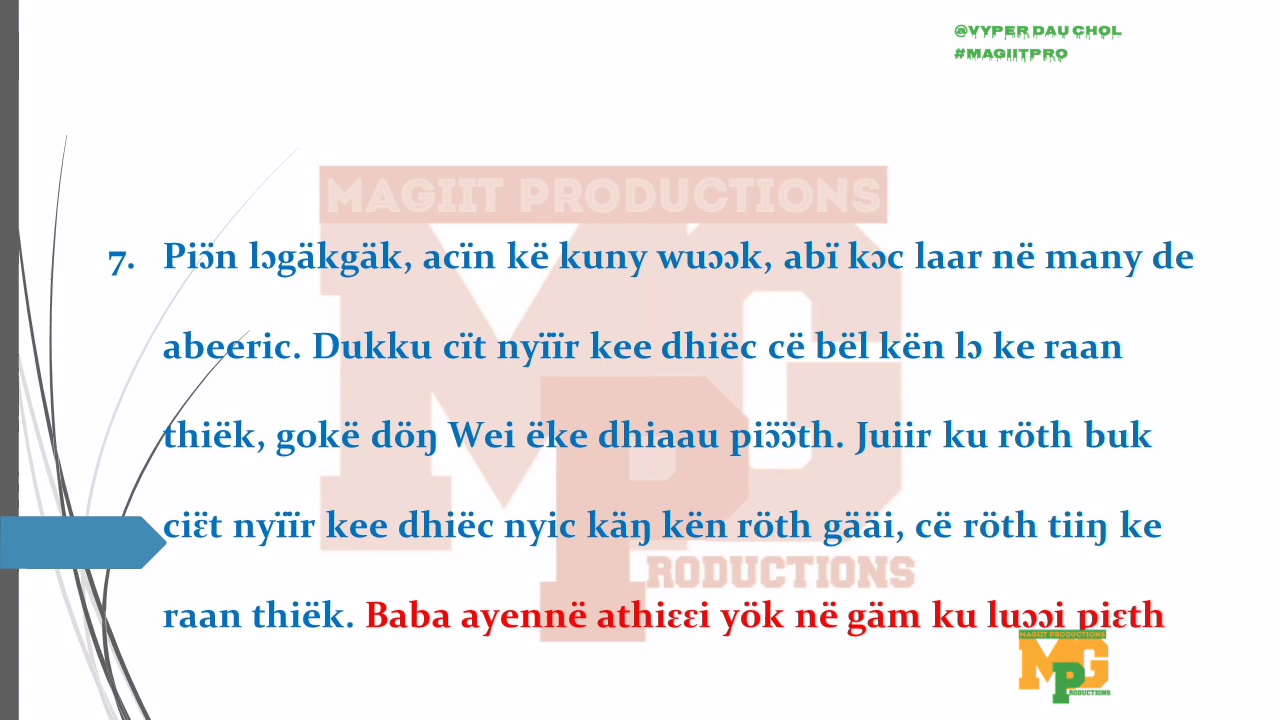 @VYPER DAU CHOL
#MAGIITPRO
MAGIIT PRODUCTIONS
7. Piɔ̈n lɔgäkgäk, acïn kë kuny wuɔɔk, abï kɔc laar në many de
abeeric. Dukku cït nyïïr kee dhiëc cë bël kën lɔ ke raan
thiëk, gokë döŋ Wei ëke dhiaau piɔ̈ɔ̈th. Juiir ku röth buk
ciɛ̈t nyïïr kee dhiëc nyic käŋ kën röth gääi, cë röth tiiŋ ke
RODUCTIONS
raan thiëk. Baba ayennë athiɛɛi yök në gäm ku luɔɔi piɛth
MAGIIT PRODUCTIONS
MPG
RODUCTIONS